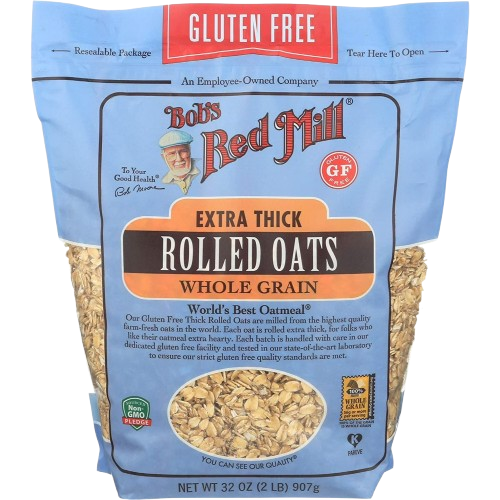 GLUTEN FREE
Resealable Package
Tear Here To Open
An Employee-Owned Company
Bob's
Red Mill®
To Your
Good Health®
Bob Moore
GLUTEN
GF
FREE
EXTRA THICK
ROLLED OATS
WHOLE GRAIN
World's Best Oatmeal®
Our Gluten Free Thick Rolled Oats are milled from the highest quality
farm-fresh oats in the world. Each oat is rolled extra thick, for folks who
like their oatmeal extra hearty. Each batch is handled with care in our
dedicated gluten free facility and tested in our state-of-the-art laboratory
to ensure our strict gluten free quality standards are met.
Non-
GMO
PLEDGE
100%
WHOLE
GRAIN
YOU CAN SEE OUR QUALITY®
K
PAREVE
NET WT 32 OZ (2 LB) 907g